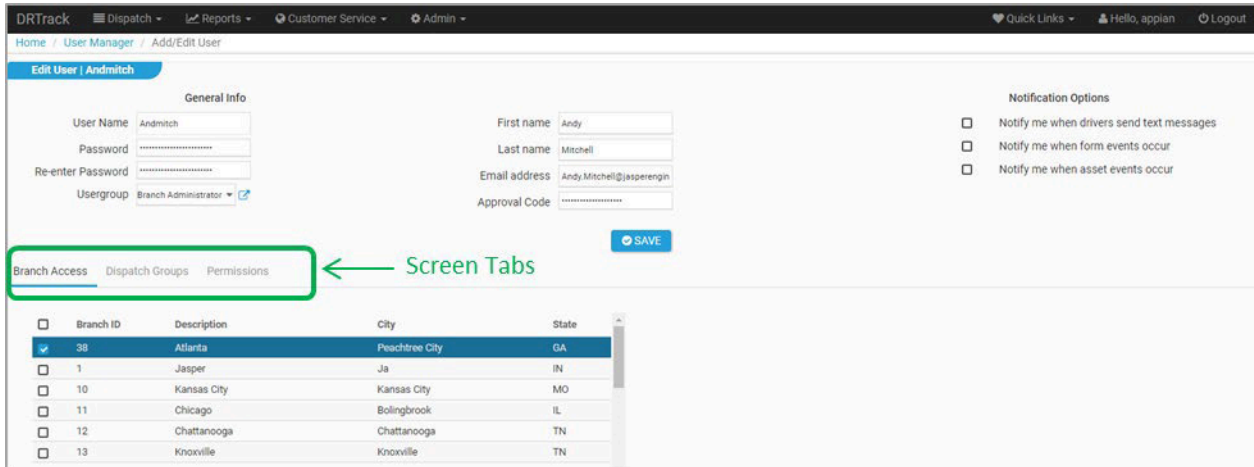 DRTrack Dispatch Reports Customer Service Admin Quick Links Hello, appian Logout
Home / User Manager / Add/Edit User
Edit User | Andmitch
General Info
Notification Options
User Name Andmitch
First name Andy
Notify me when drivers send text messages
Password
Last name Mitchell
Notify me when form events occur
Re-enter Password
Email address Andy.Mitchell@jasperengin
Notify me when asset events occur
Usergroup Branch Administrator
Approval Code
SAVE
Branch Access Dispatch Groups Permissions
Screen Tabs
Branch ID Description City State
38 Atlanta Peachtree City GA
1 Jasper Ja IN
10 Kansas City Kansas City MO
11 Chicago Bolingbrook IL
12 Chattanooga Chattanooga TN
13 Knoxville Knoxville TN